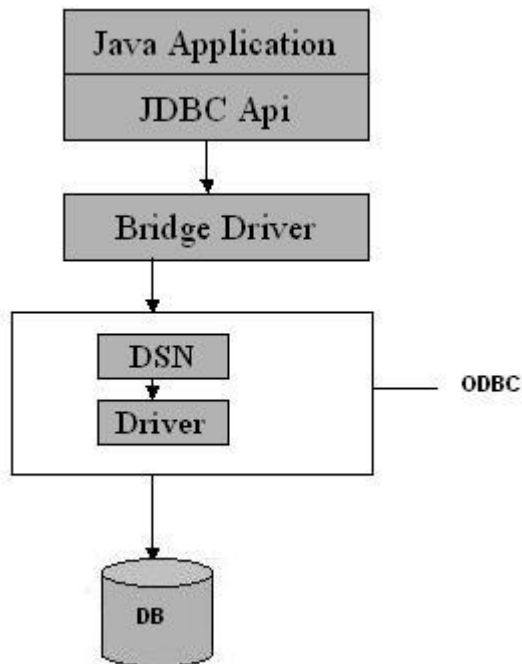 Java Application
JDBC Api
Bridge Driver
DSN
ODBC
Driver
DB